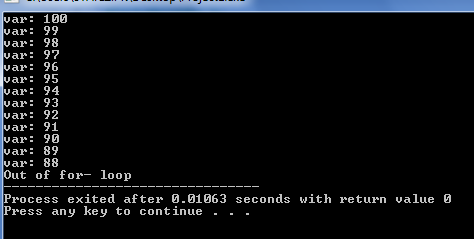 var: 100
var: 99
var: 98
var: 97
var: 96
var: 95
var: 94
var: 93
var: 92
var: 91
var: 90
var: 89
var: 88
Out of for- loop
--------------------------------
Process exited after 0.01063 seconds with return value 0
Press any key to continue . . .